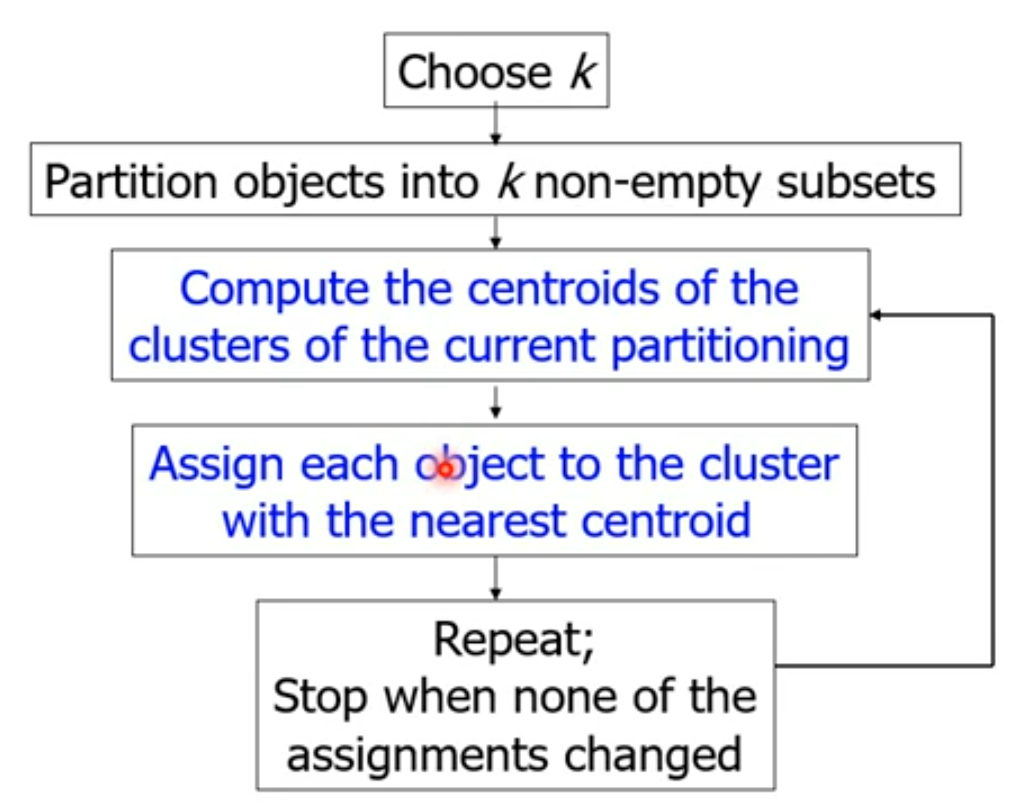 Choose k
Partition objects into k non-empty subsets
Compute the centroids of the
clusters of the current partitioning
Assign each object to the cluster
with the nearest centroid
Repeat;
Stop when none of the
assignments changed